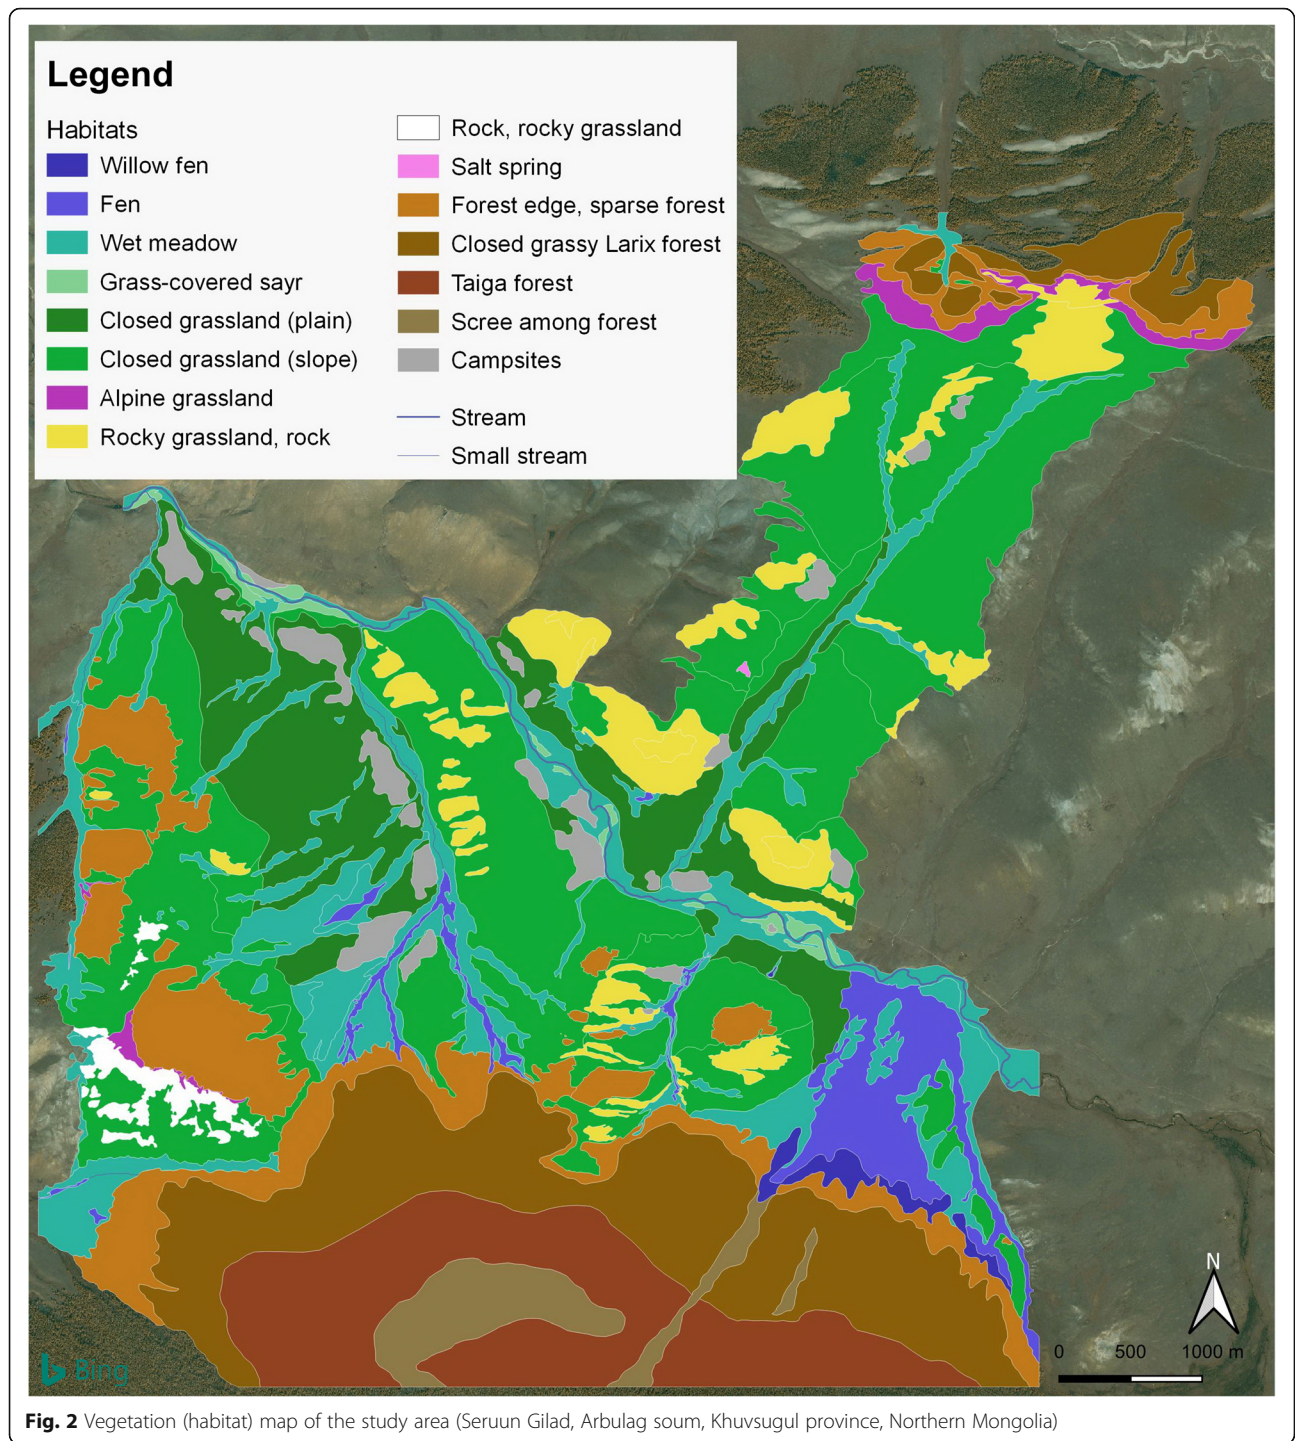 Legend
Habitats
Willow fen
Fen
Wet meadow
Grass-covered sayr
Closed grassland (plain)
Closed grassland (slope)
Alpine grassland
Rocky grassland, rock
Rock, rocky grassland
Salt spring
Forest edge, sparse forest
Closed grassy Larix forest
Taiga forest
Scree among forest
Campsites
Stream
Small stream
N
0 500 1000 m
Bing
Fig. 2 Vegetation (habitat) map of the study area (Seruun Gilad, Arbulag soum, Khuvsugul province, Northern Mongolia)